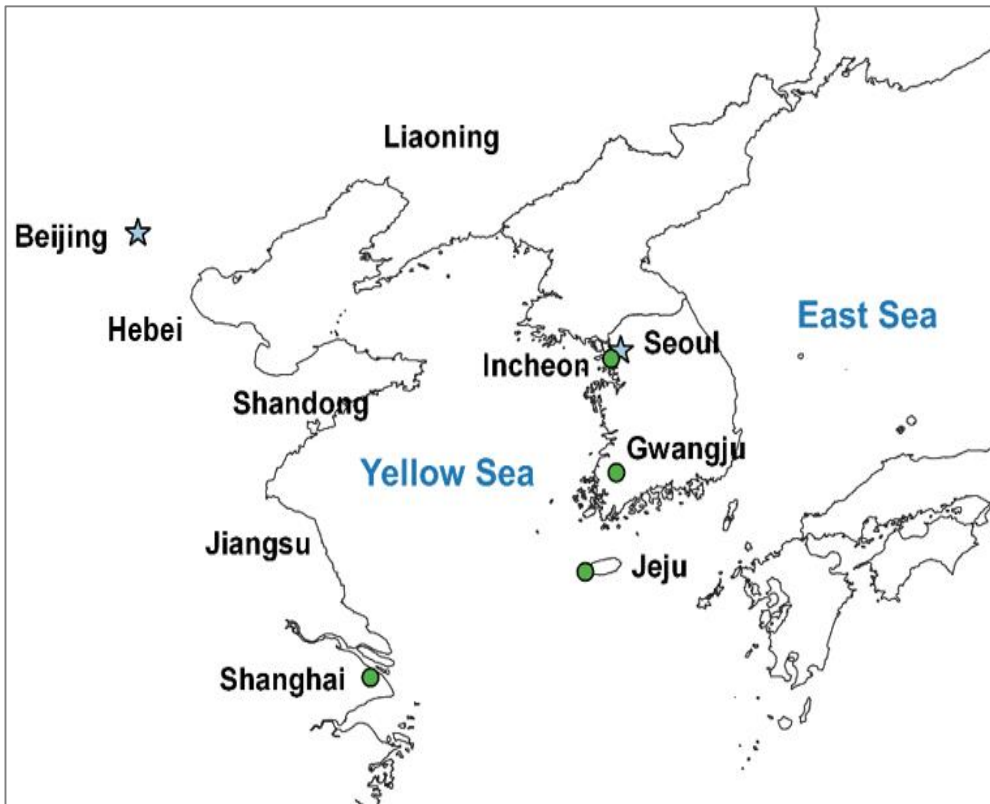 Liaoning
Beijing
Hebei
East Sea
Incheon
Seoul
Shandong
Gwangju
Yellow Sea
Jiangsu
Jeju
Shanghai